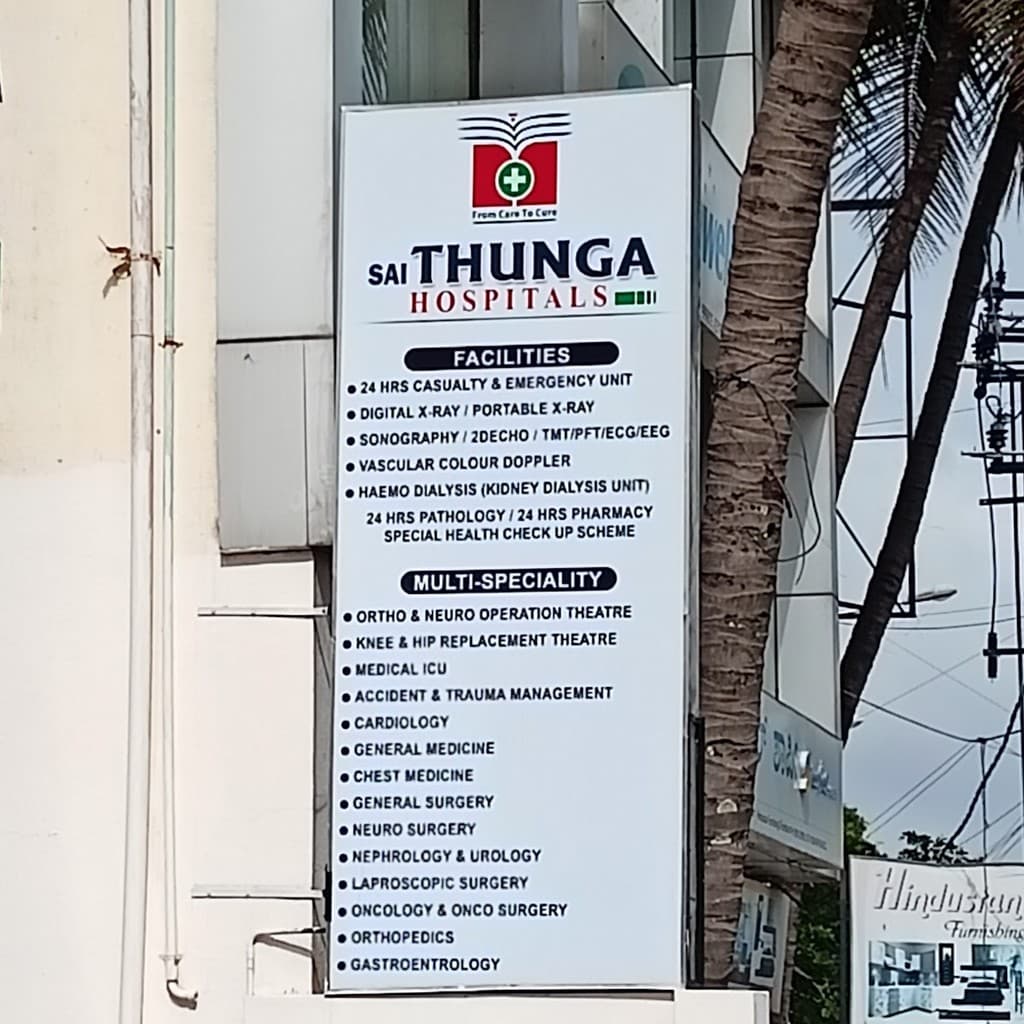 From Care To Cure
SAI THUNGA
HOSPITALS
FACILITIES
● 24 HRS CASUALTY & EMERGENCY UNIT
● DIGITAL X-RAY / PORTABLE X-RAY
● SONOGRAPHY / 2DECHO / TMT/PFT/ECG/EEG
● VASCULAR COLOUR DOPPLER
● HAEMO DIALYSIS (KIDNEY DIALYSIS UNIT)
24 HRS PATHOLOGY / 24 HRS PHARMACY
SPECIAL HEALTH CHECK UP SCHEME
MULTI-SPECIALITY
● ORTHO & NEURO OPERATION THEATRE
● KNEE & HIP REPLACEMENT THEATRE
● MEDICAL ICU
● ACCIDENT & TRAUMA MANAGEMENT
● CARDIOLOGY
● GENERAL MEDICINE
● CHEST MEDICINE
● GENERAL SURGERY
● NEURO SURGERY
● NEPHROLOGY & UROLOGY
● LAPROSCOPIC SURGERY
● ONCOLOGY & ONCO SURGERY
● ORTHOPEDICS
● GASTROENTROLOGY
Hindustan
Furnishing